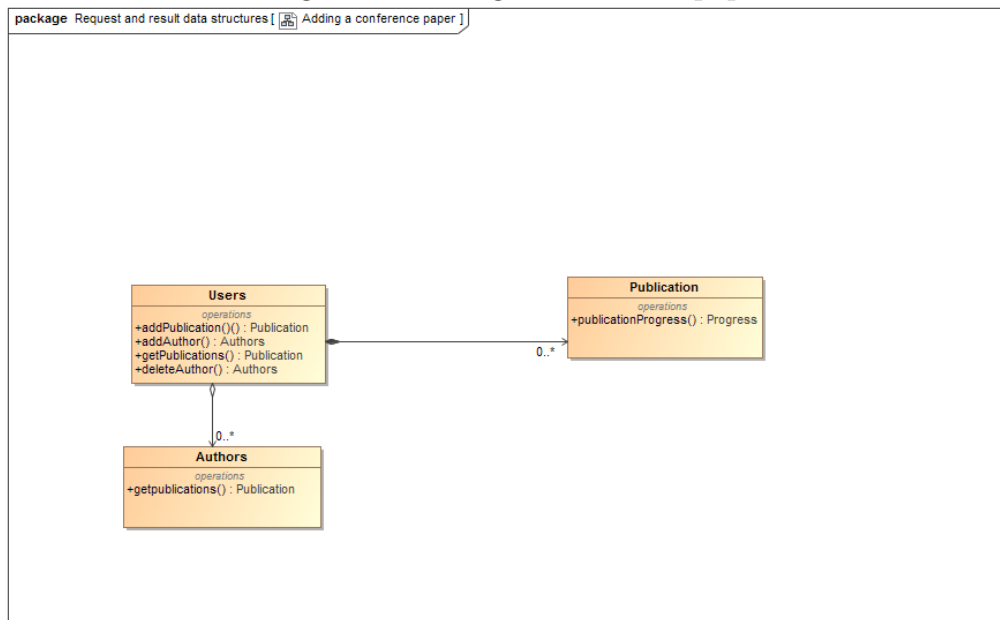 package Request and result data structures [ Adding a conference paper ]
Users
operations
+addPublication()() : Publication
+addAuthor() : Authors
+getPublications() : Publication
+deleteAuthor() : Authors
Publication
operations
+publicationProgress() : Progress
0..*
0..*
Authors
operations
+getpublications() : Publication